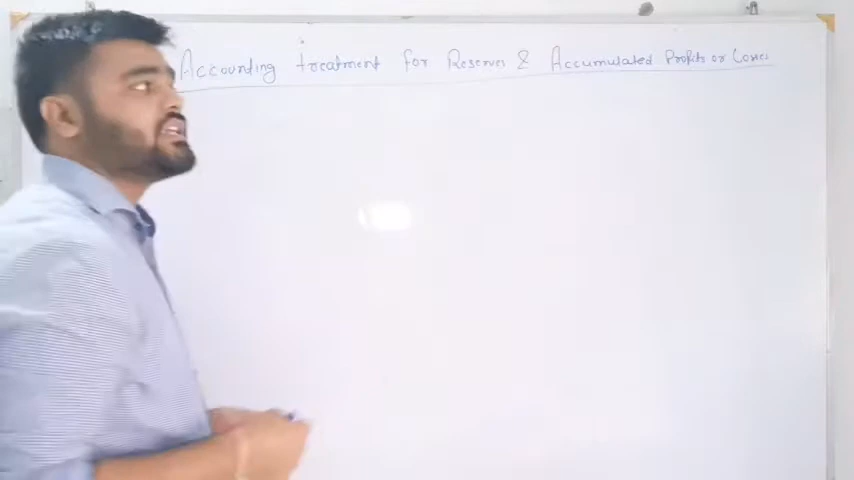 Accounting treatment for Reserves & Accumulated Profits or Losses